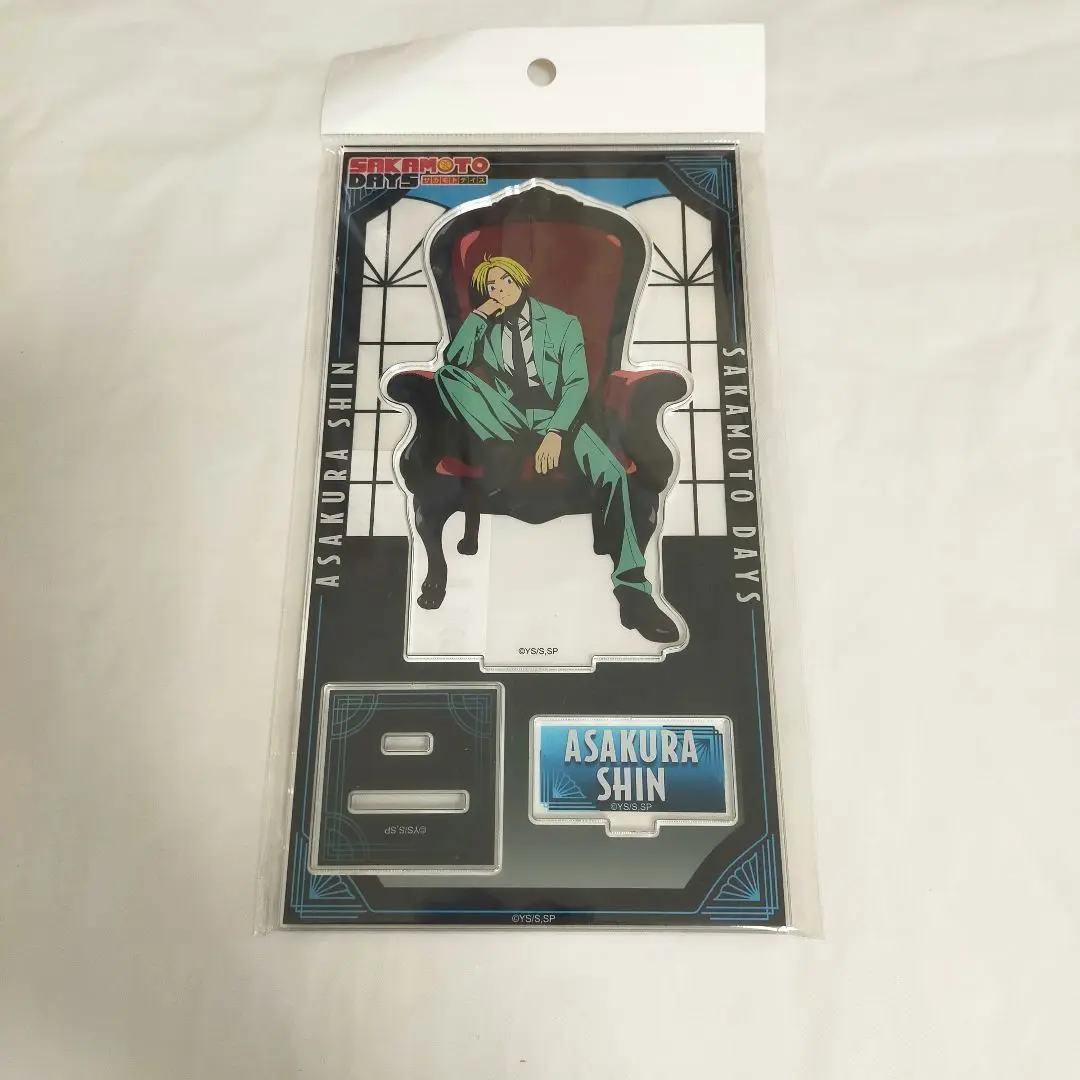 SAKAMOTO
DAYS サカモトデイズ
ASAKURA SHIN
SAKAMOTO DAYS
©YS/S,SP
©YS/S,SP
ASAKURA
SHIN
©YS/S,SP
©YS/S,SP